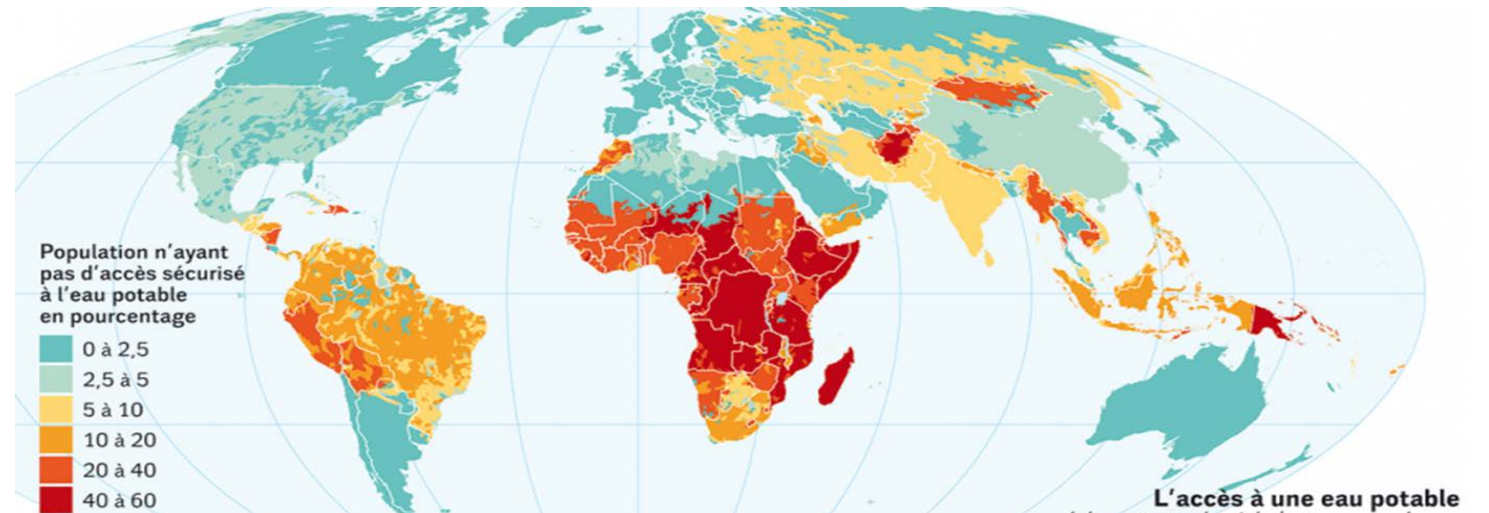 Population n'ayant
pas d'accès sécurisé
à l'eau potable
en pourcentage
0 à 2,5
2,5 à 5
5 à 10
10 à 20
20 à 40
40 à 60
L'accès à une eau potable